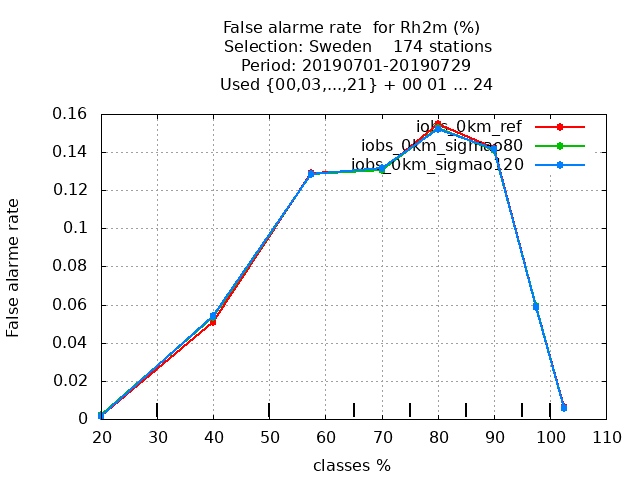 False alarme rate  for Rh2m (%)
Selection: Sweden    174 stations
Period: 20190701-20190729
Used {00,03,...,21} + 00 01 ... 24
0.16
0.14
0.12
0.1
0.08
0.06
0.04
0.02
0
False alarme rate
iobs_0km_ref
iobs_0km_sigmao80
iobs_0km_sigmao120
20 30 40 50 60 70 80 90 100 110
classes %